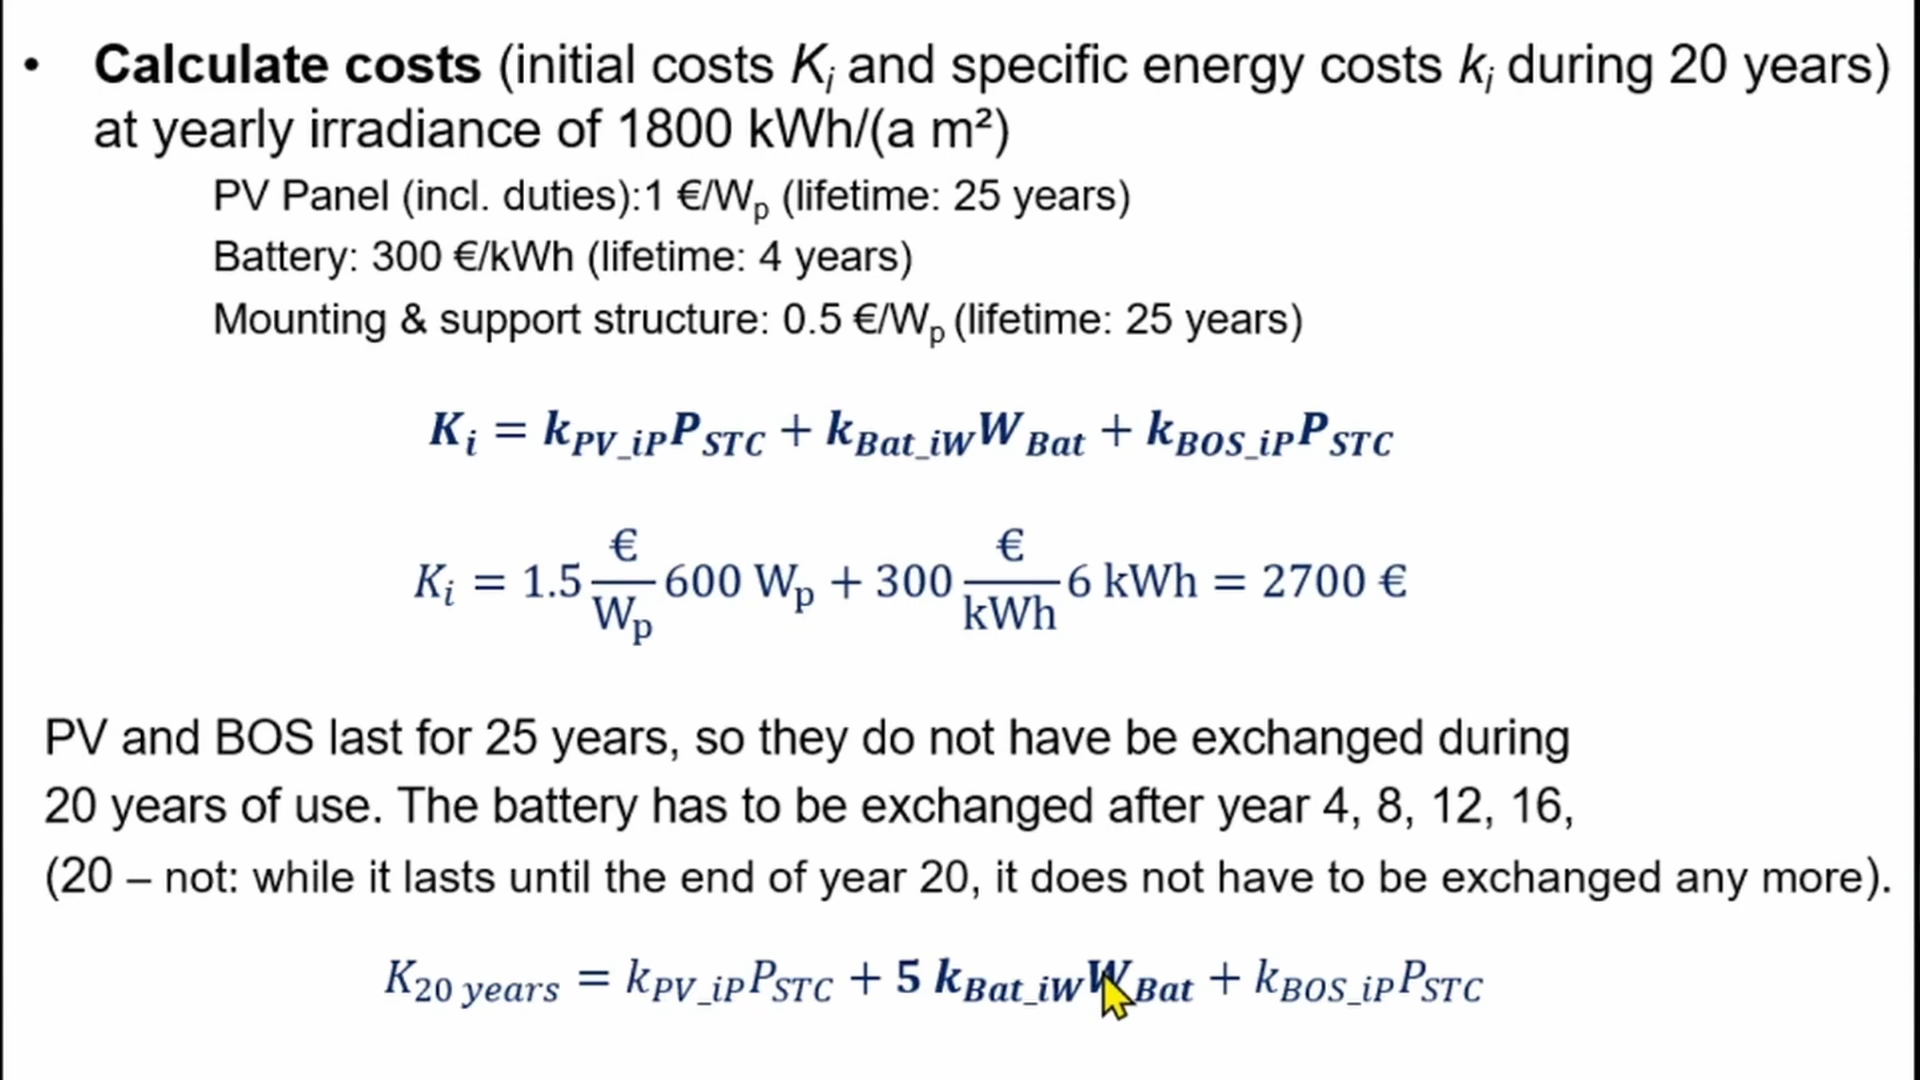 • Calculate costs (initial costs Kᵢ and specific energy costs kᵢ during 20 years)
at yearly irradiance of 1800 kWh/(a m²)
PV Panel (incl. duties):1 €/Wp (lifetime: 25 years)
Battery: 300 €/kWh (lifetime: 4 years)
Mounting & support structure: 0.5 €/Wp (lifetime: 25 years)
K_i = k_PV_iP P_STC + k_Bat_iW W_Bat + k_BOS_iP P_STC
K_i = 1.5 €/Wp 600 Wp + 300 €/kWh 6 kWh = 2700 €
PV and BOS last for 25 years, so they do not have be exchanged during
20 years of use. The battery has to be exchanged after year 4, 8, 12, 16,
(20 – not: while it lasts until the end of year 20, it does not have to be exchanged any more).
K_20 years = k_PV_iP P_STC + 5 k_Bat_iW W_Bat + k_BOS_iP P_STC